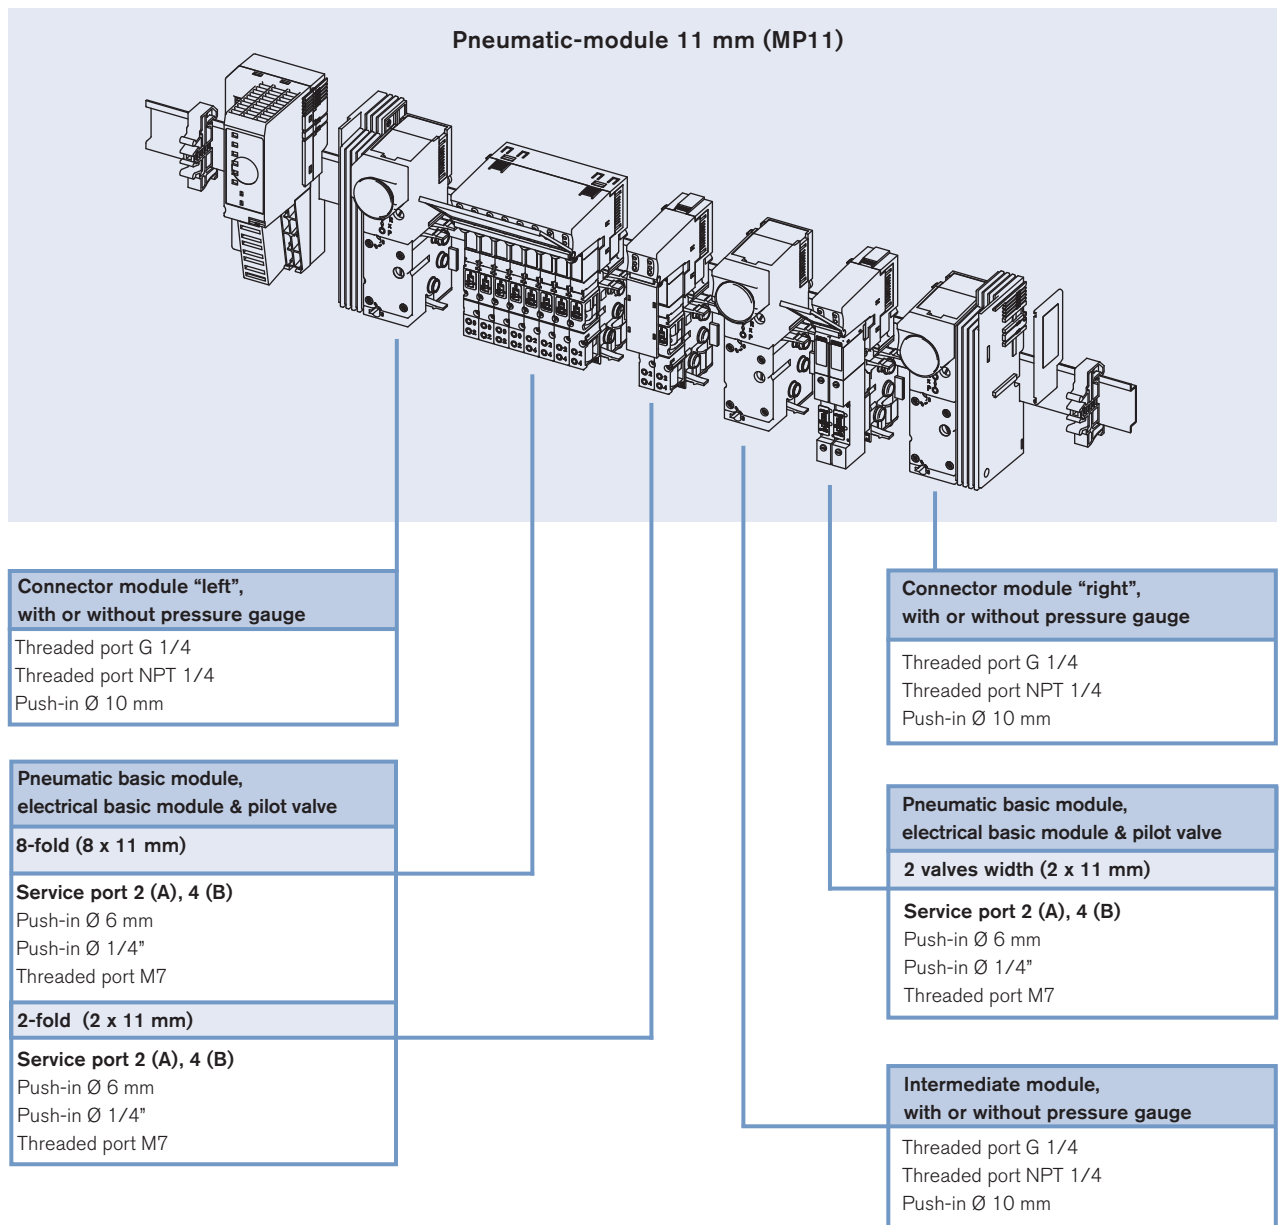 Pneumatic-module 11 mm (MP11)
Connector module “left”,
with or without pressure gauge
Threaded port G 1/4
Threaded port NPT 1/4
Push-in Ø 10 mm
Pneumatic basic module,
electrical basic module & pilot valve
8-fold (8 x 11 mm)
Service port 2 (A), 4 (B)
Push-in Ø 6 mm
Push-in Ø 1/4”
Threaded port M7
2-fold (2 x 11 mm)
Service port 2 (A), 4 (B)
Push-in Ø 6 mm
Push-in Ø 1/4”
Threaded port M7
Connector module “right”,
with or without pressure gauge
Threaded port G 1/4
Threaded port NPT 1/4
Push-in Ø 10 mm
Pneumatic basic module,
electrical basic module & pilot valve
2 valves width (2 x 11 mm)
Service port 2 (A), 4 (B)
Push-in Ø 6 mm
Push-in Ø 1/4”
Threaded port M7
Intermediate module,
with or without pressure gauge
Threaded port G 1/4
Threaded port NPT 1/4
Push-in Ø 10 mm